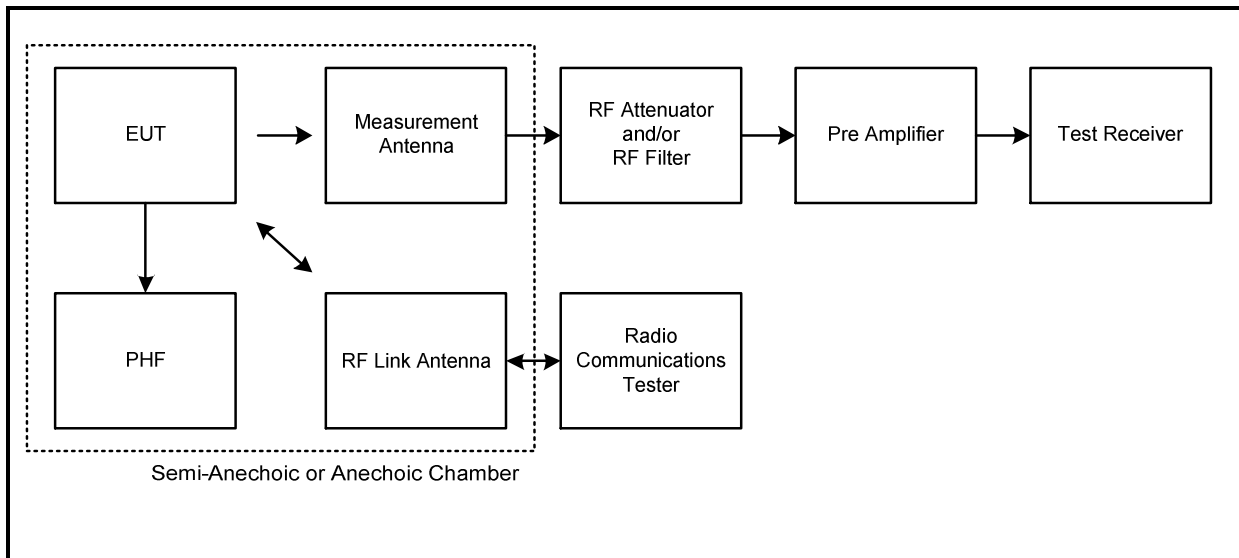 EUT
Measurement
Antenna
RF Attenuator
and/or
RF Filter
Pre Amplifier
Test Receiver
PHF
RF Link Antenna
Radio
Communications
Tester
Semi-Anechoic or Anechoic Chamber